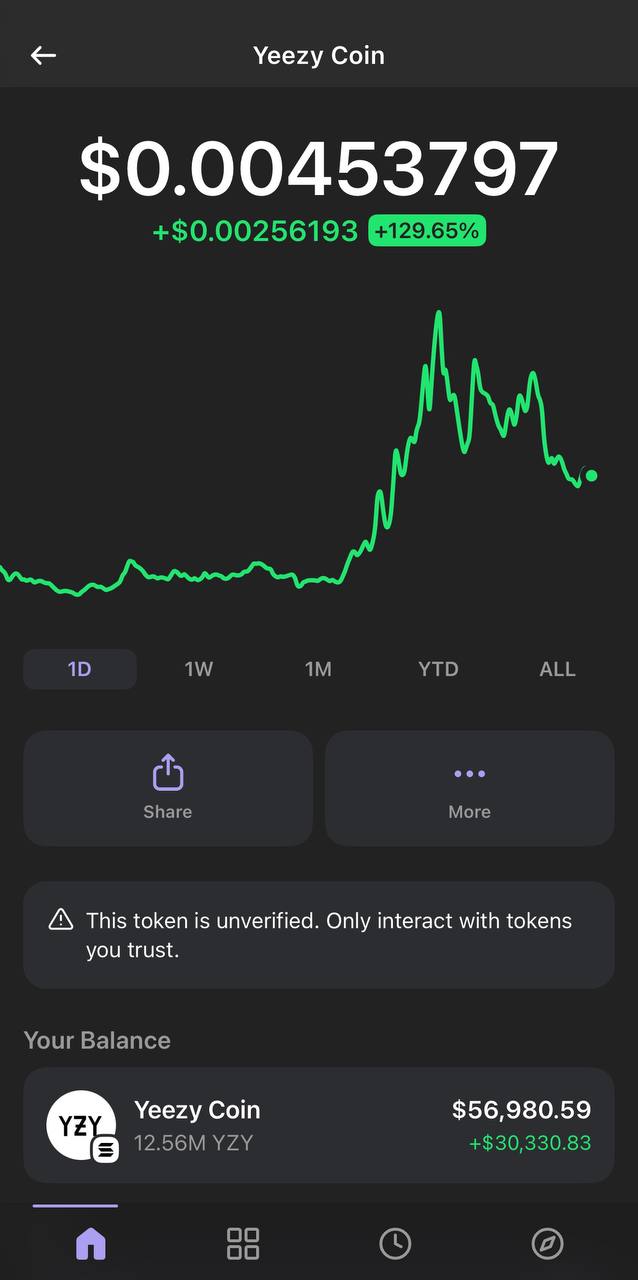 Yeezy Coin
$0.00453797
+$0.00256193 +129.65%
1D 1W 1M YTD ALL
Share More
This token is unverified. Only interact with tokens
you trust.
Your Balance
YZY
Yeezy Coin $56,980.59
12.56M YZY +$30,330.83